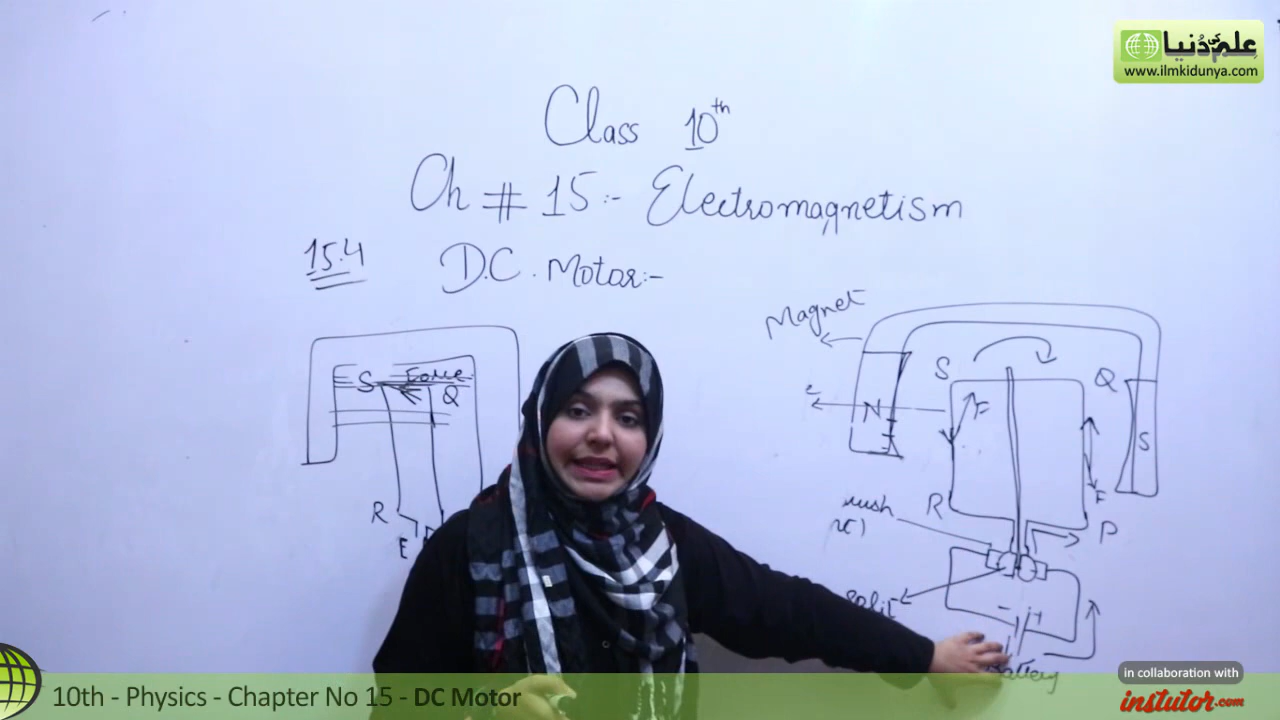 علم کی دُنیا
www.ilmkidunya.com
Class 10th
Ch # 15:- Electromagnetism
15.4 D.C. Motor:-
Magnet
S Force Q
R
E
S Q
N S
F
F
R P
- +
in collaboration with
instutor.com
10th - Physics - Chapter No 15 - DC Motor